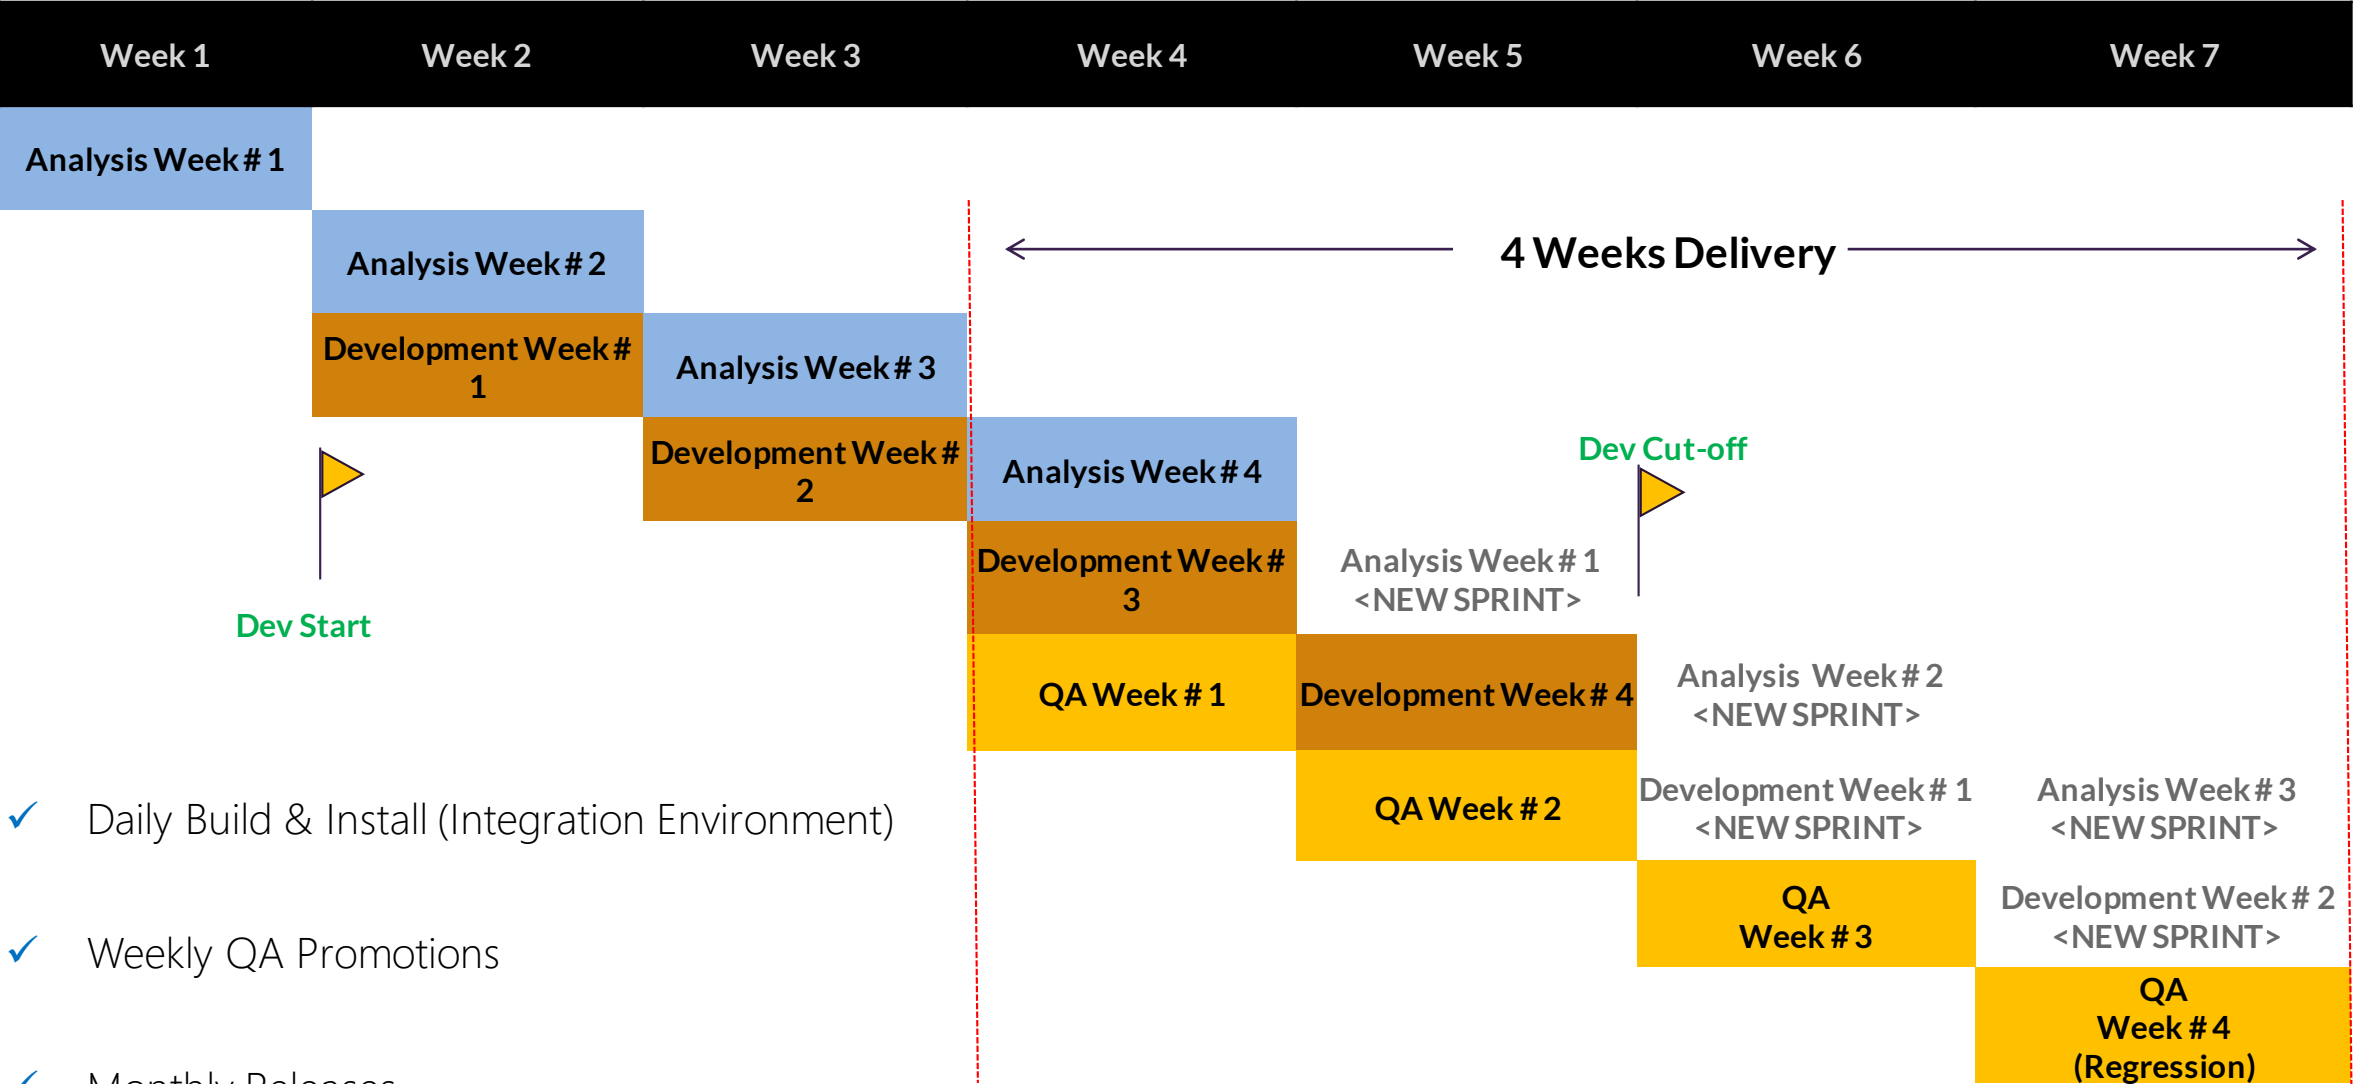 Week 1
Week 2
Week 3
Week 4
Week 5
Week 6
Week 7
Analysis Week # 1
Analysis Week # 2
4 Weeks Delivery
Development Week #
1
Analysis Week # 3
Development Week #
2
Analysis Week # 4
Dev Cut-off
Development Week #
3
Analysis Week # 1
<NEW SPRINT>
Dev Start
QA Week # 1
Development Week # 4
Analysis Week # 2
<NEW SPRINT>
QA Week # 2
Development Week # 1
<NEW SPRINT>
Analysis Week # 3
<NEW SPRINT>
Daily Build & Install (Integration Environment)
QA
Week # 3
Development Week # 2
<NEW SPRINT>
Weekly QA Promotions
QA
Week # 4
(Regression)
Monthly Releases